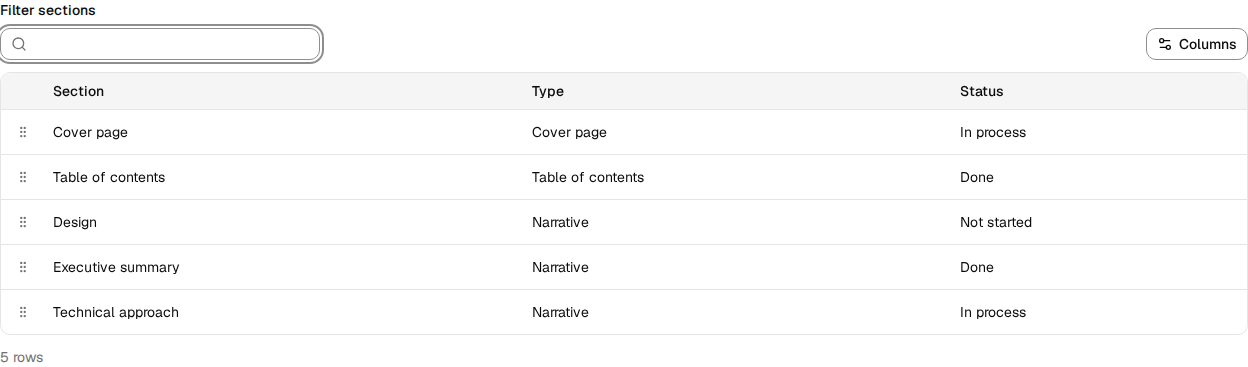 Filter sections
Columns
Section Type Status
Cover page Cover page In process
Table of contents Table of contents Done
Design Narrative Not started
Executive summary Narrative Done
Technical approach Narrative In process
5 rows